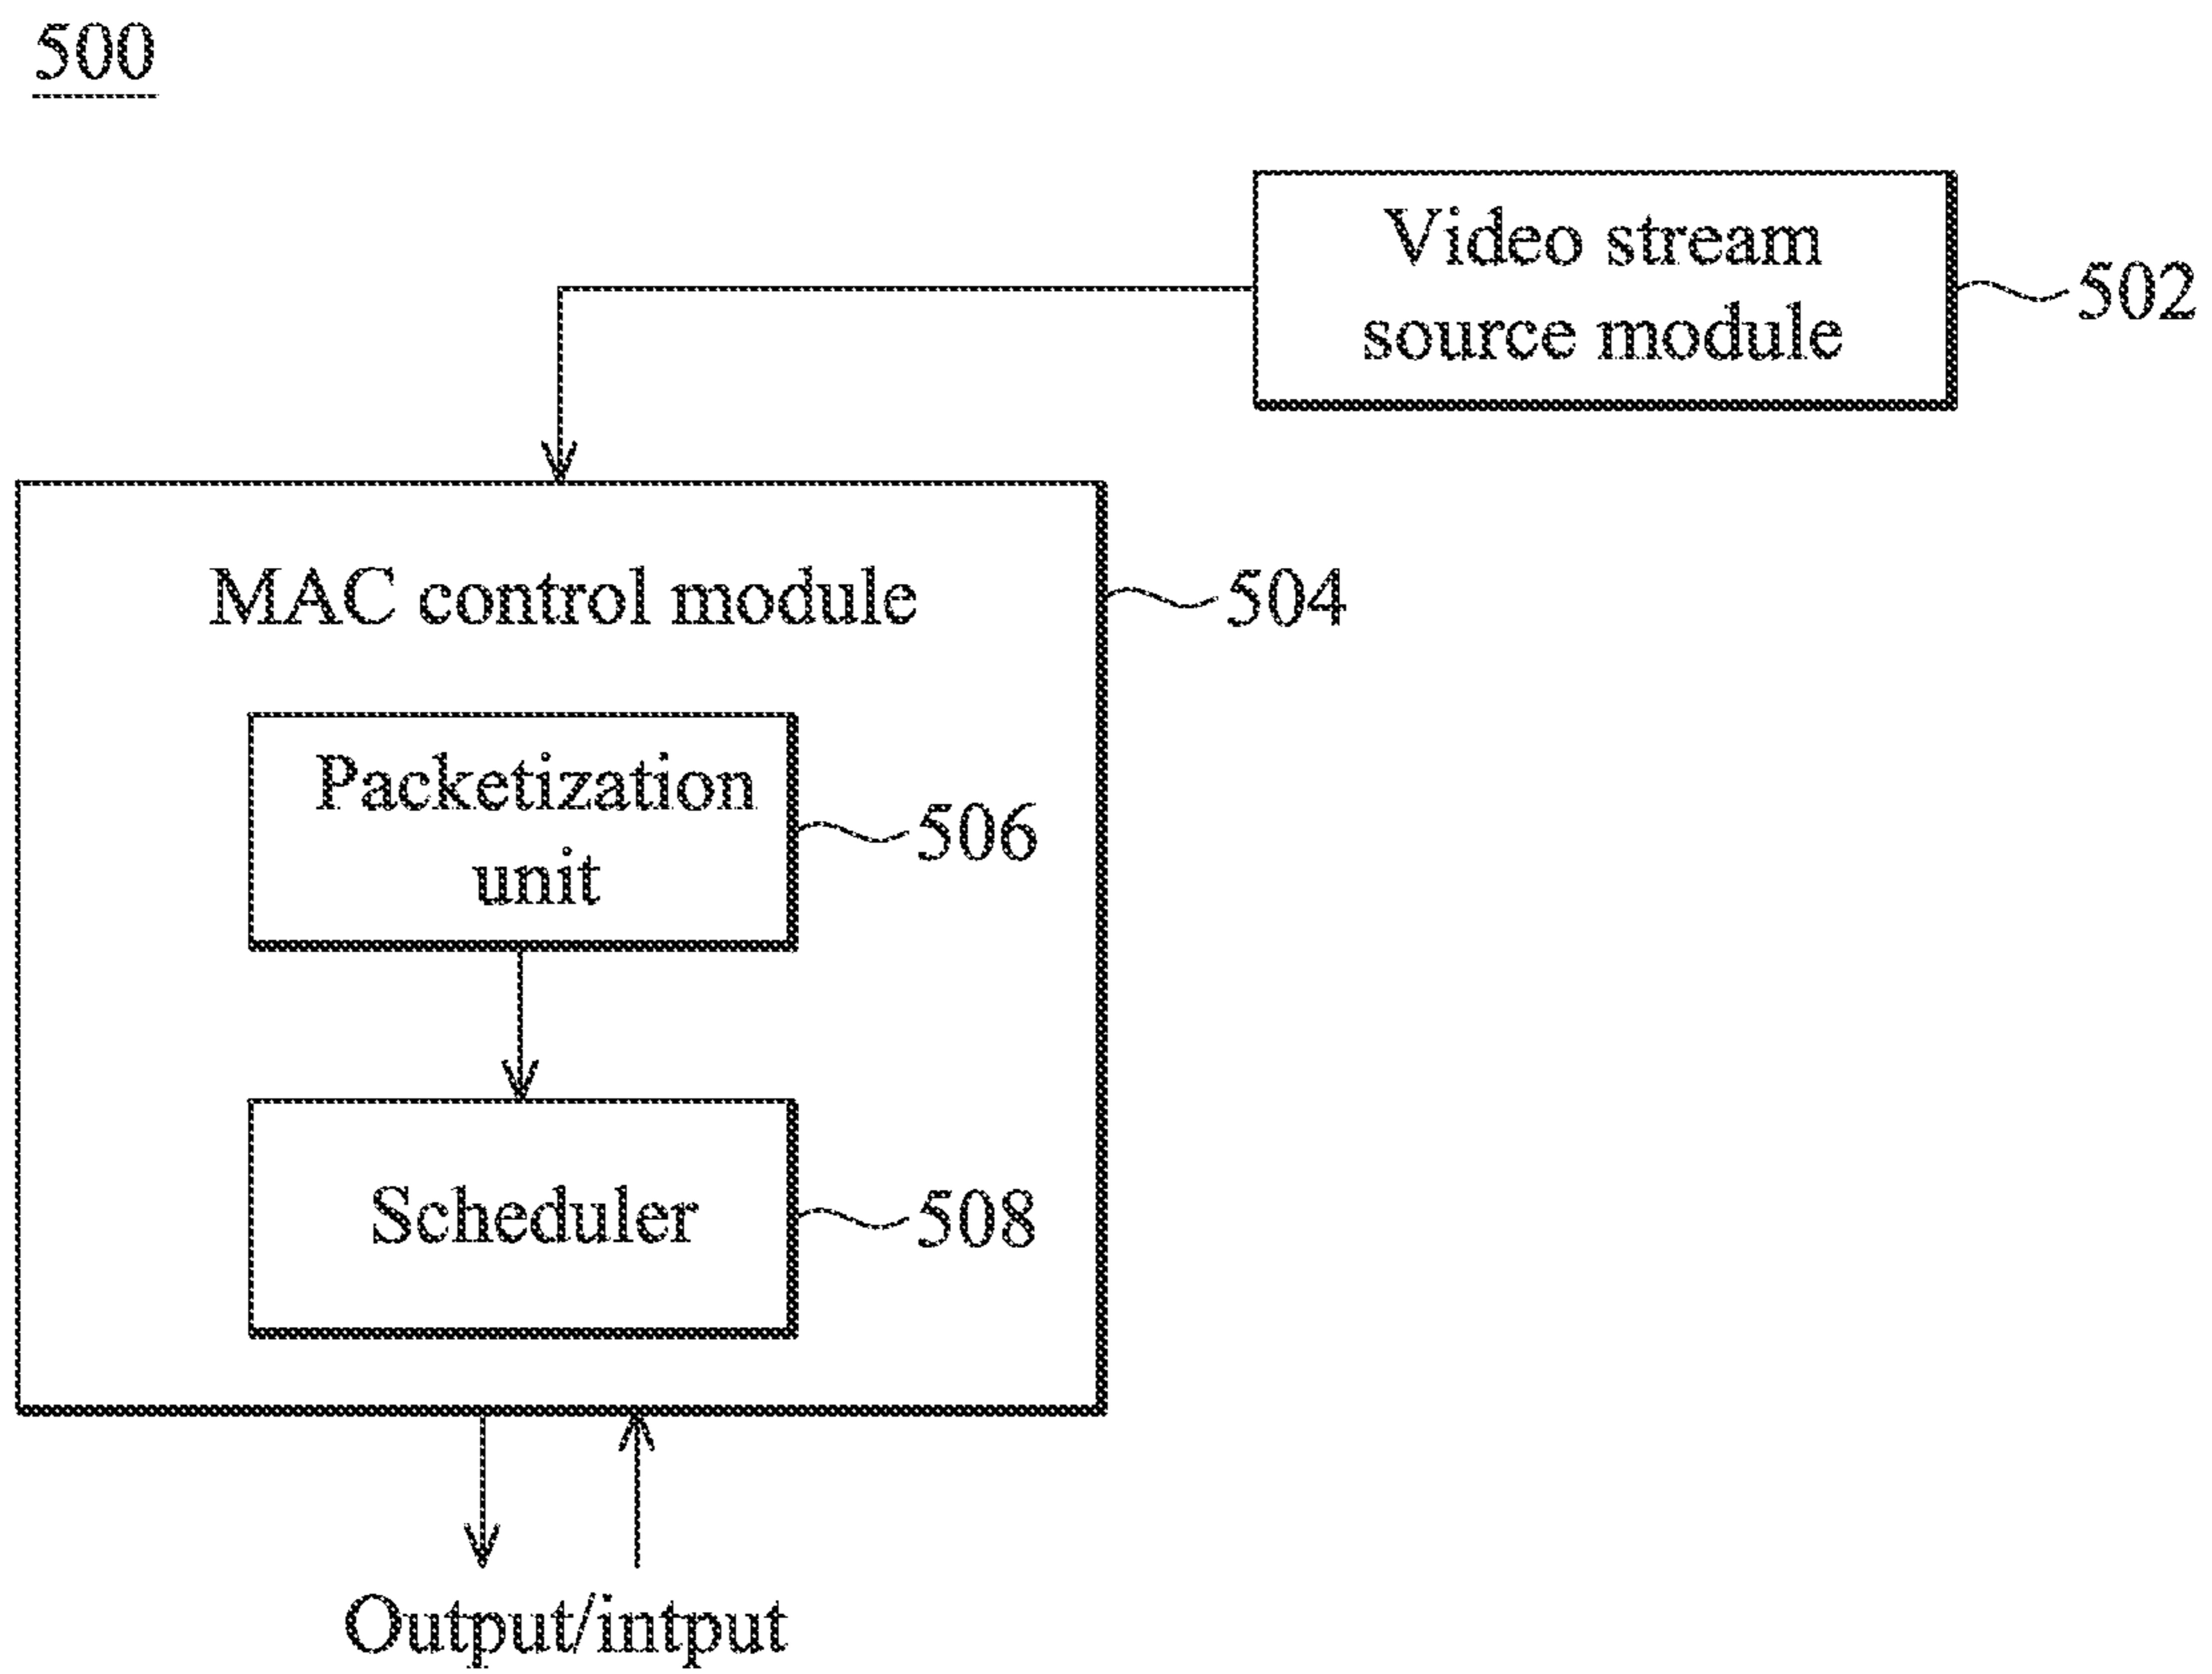 500
Video stream
source module
502
MAC control module
504
Packetization
unit
506
Scheduler
508
Output/intput